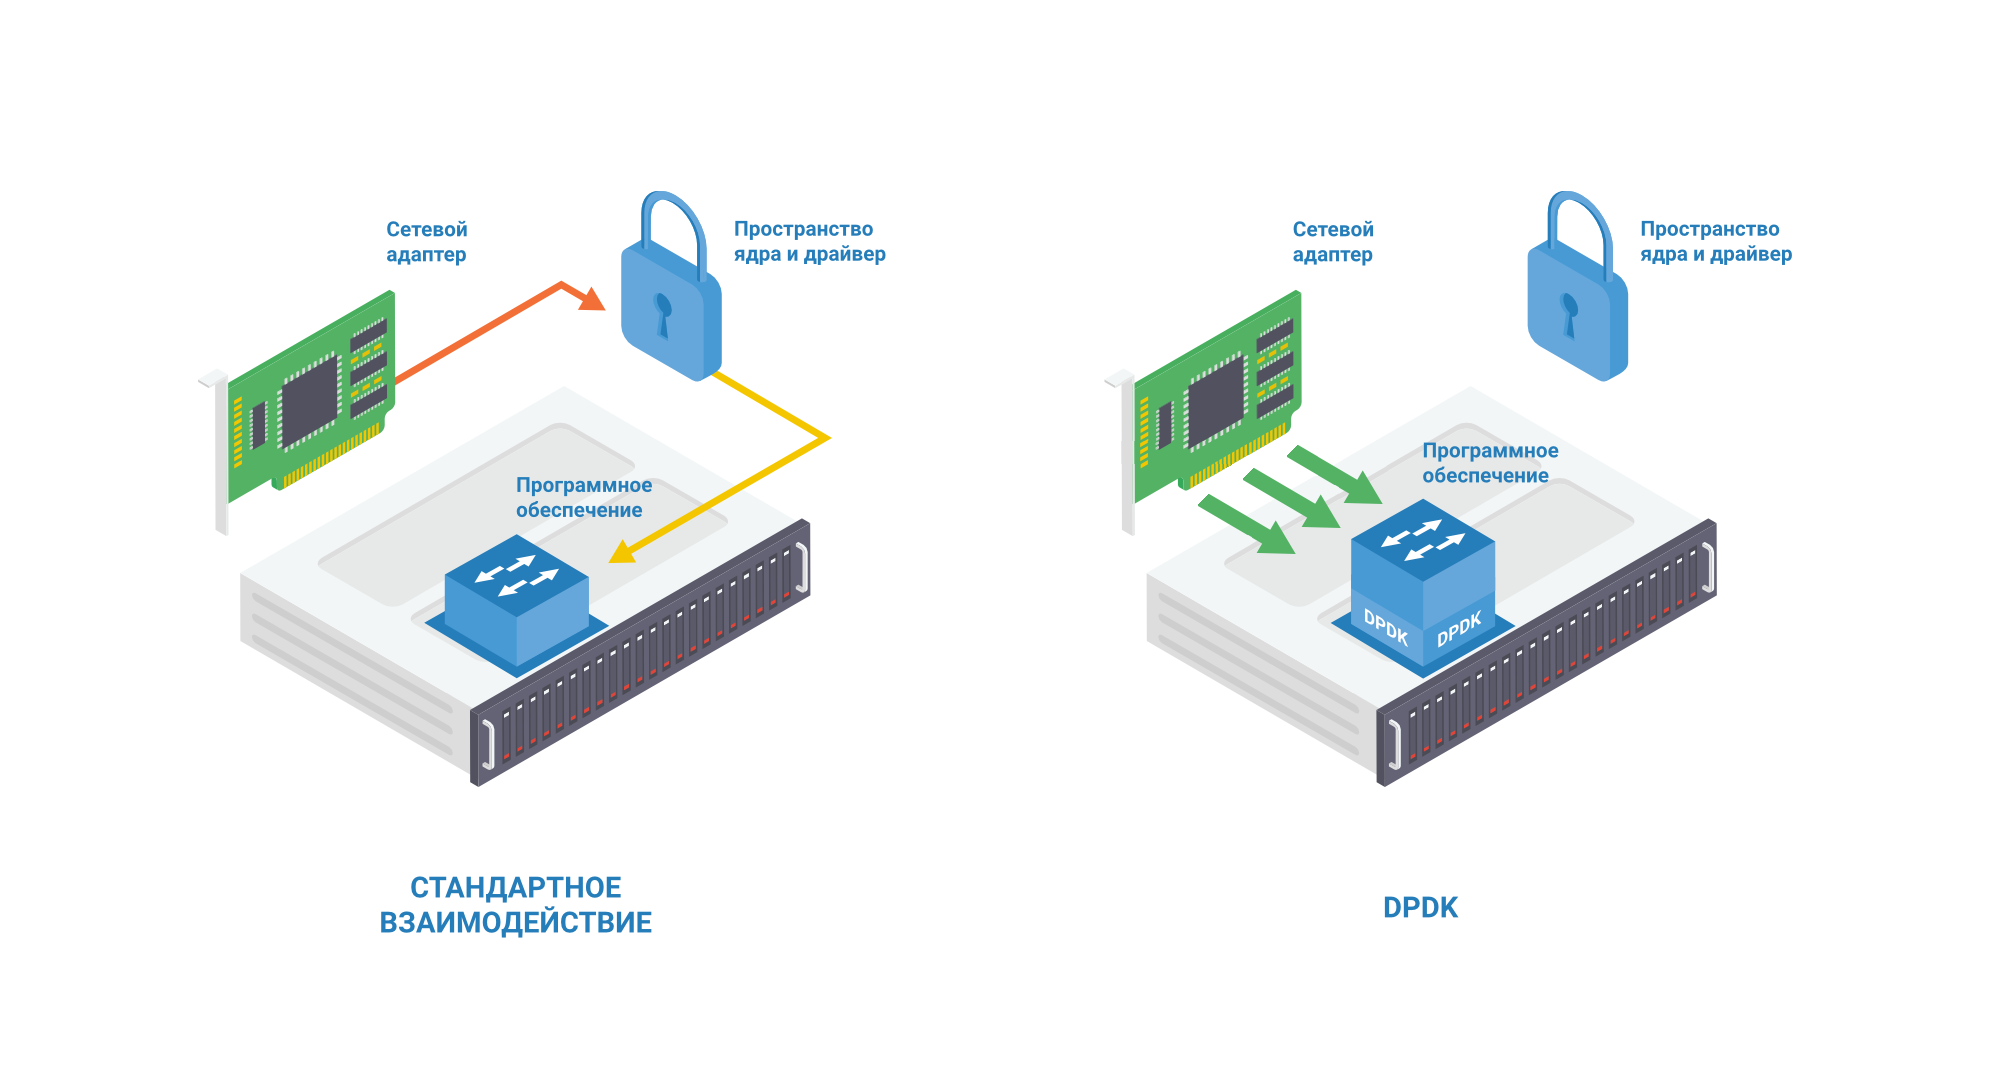 Сетевой
адаптер
Пространство
ядра и драйвер
Программное
обеспечение
СТАНДАРТНОЕ
ВЗАИМОДЕЙСТВИЕ
Сетевой
адаптер
Пространство
ядра и драйвер
Программное
обеспечение
DPDK
DPDK
DPDK